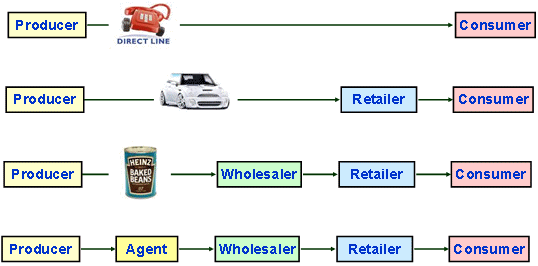 Producer
DIRECT LINE
Consumer
Producer
Retailer
Consumer
Producer
HEINZ
BAKED
BEANS
Wholesaler
Retailer
Consumer
Producer
Agent
Wholesaler
Retailer
Consumer